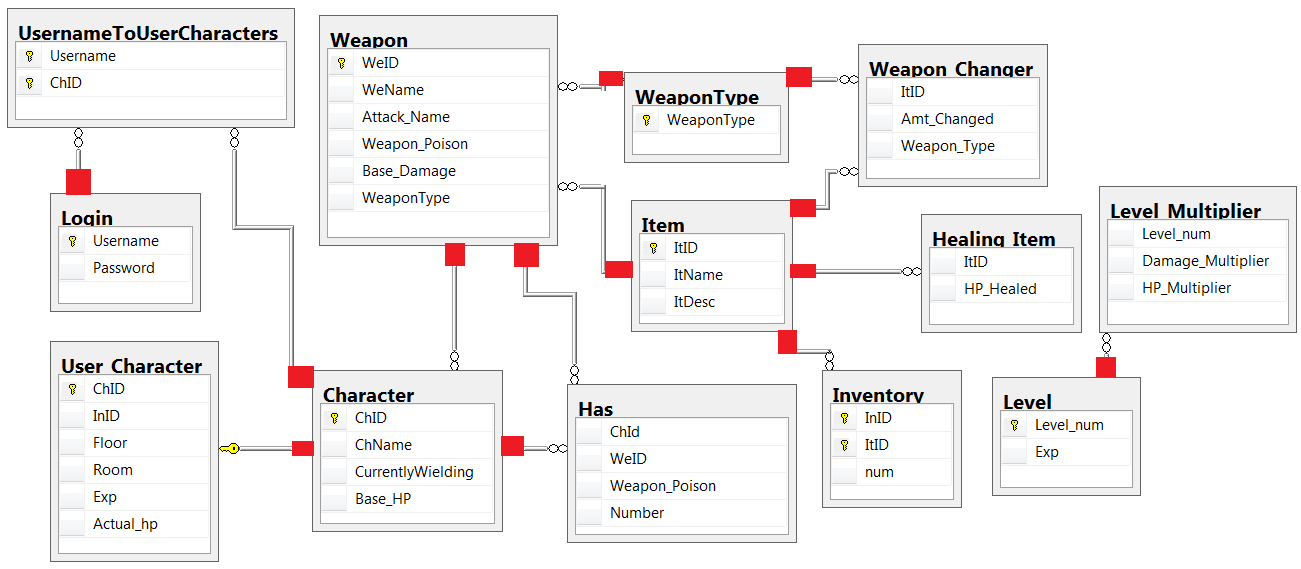 UsernameToUserCharacters
Username
ChID
Weapon
WeID
WeName
Attack_Name
Weapon_Poison
Base_Damage
WeaponType
WeaponType
WeaponType
Weapon_Changer
ItID
Amt_Changed
Weapon_Type
Login
Username
Password
Item
ItID
ItName
ItDesc
Healing_Item
ItID
HP_Healed
Level_Multiplier
Level_num
Damage_Multiplier
HP_Multiplier
User_Character
ChID
InID
Floor
Room
Exp
Actual_hp
Character
ChID
ChName
CurrentlyWielding
Base_HP
Has
ChId
WeID
Weapon_Poison
Number
Inventory
InID
ItID
num
Level
Level_num
Exp